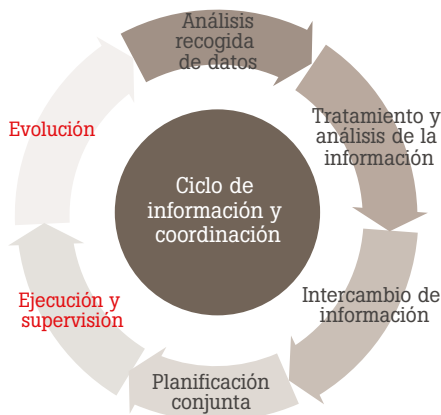 Análisis
recogida
de datos
Tratamiento y
análisis de la
información
Intercambio de
información
Planificación
conjunta
Ejecución y
supervisión
Evolución
Ciclo de
información y
coordinación